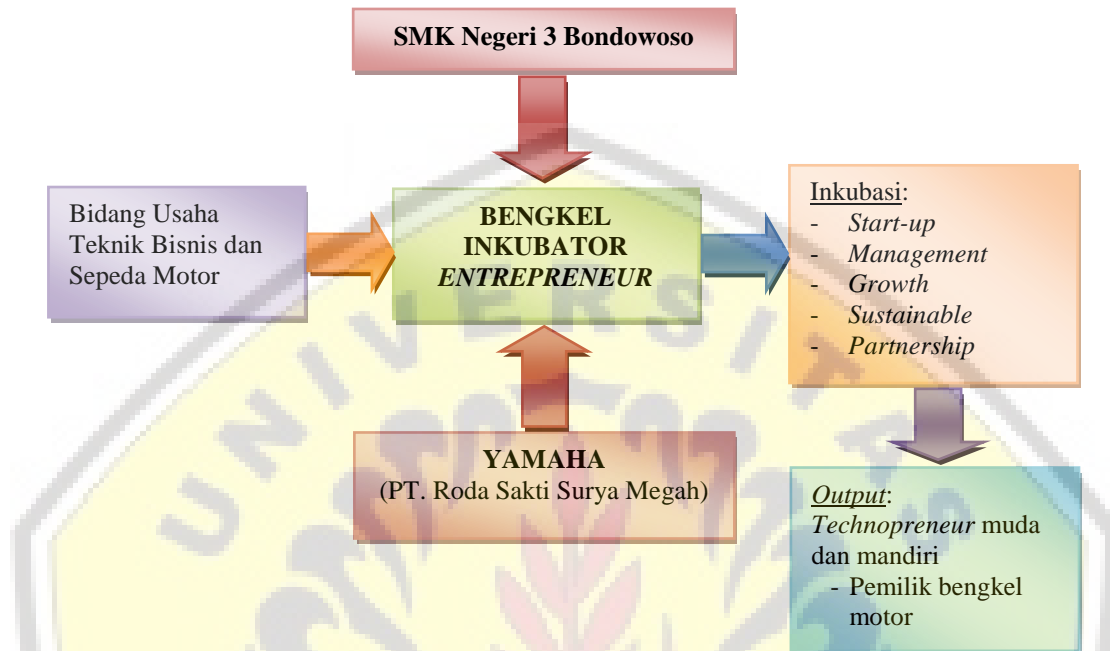 SMK Negeri 3 Bondowoso
Bidang Usaha
Teknik Bisnis dan
Sepeda Motor
BENGKEL
INKUBATOR
ENTREPRENEUR
Inkubasi:
- Start-up
- Management
- Growth
- Sustainable
- Partnership
YAMAHA
(PT. Roda Sakti Surya Megah)
Output:
Technopreneur muda
dan mandiri
- Pemilik bengkel
motor
UNIVERSITAS